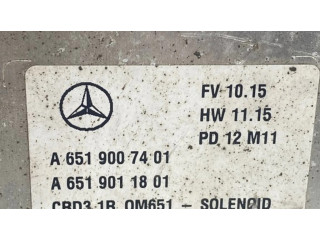 FV 10.15
HW 11.15
PD 12 M11
A 651 900 74 01
A 651 901 18 01
CRD3.1R OM651 - SOLENOID